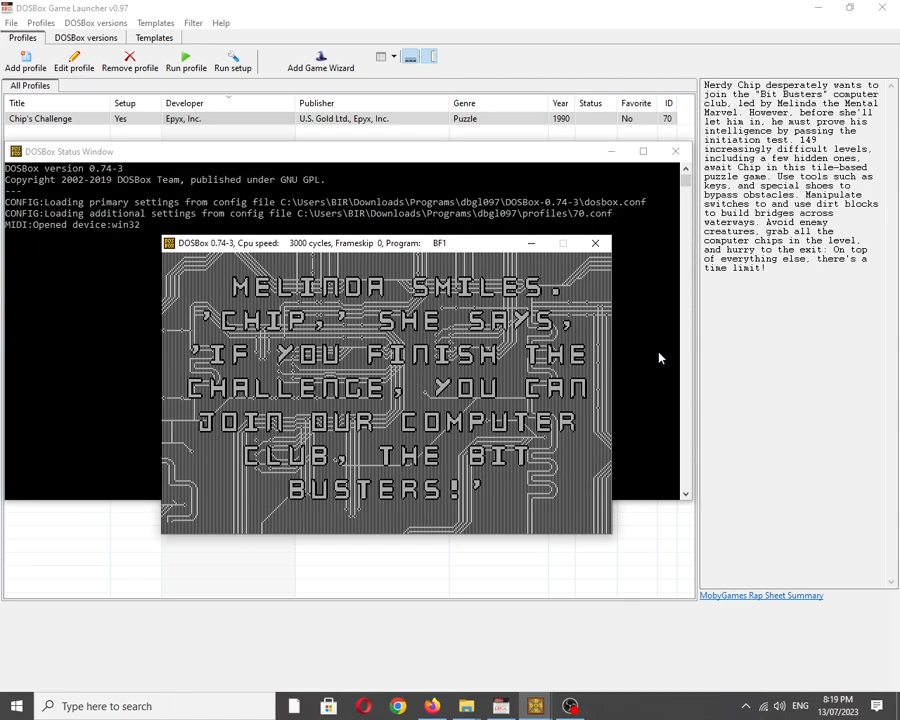 DOSBox Game Launcher v0.97
File Profiles DOSBox versions Templates Filter Help
Profiles DOSBox versions Templates
Add profile Edit profile Remove profile Run profile Run setup Add Game Wizard
All Profiles
Title Setup Developer Publisher Genre Year Status Favorite ID
Chip's Challenge Yes Epyx, Inc. U.S. Gold Ltd., Epyx, Inc. Puzzle 1990 No 70
DOSBox Status Window
DOSBox version 0.74-3
Copyright 2002-2019 DOSBox Team, published under GNU GPL.
---
CONFIG:Loading primary settings from config file C:\Users\BIR\Downloads\Programs\dbgl097\DOSBox-0.74-3\dosbox.conf
CONFIG:Loading additional settings from config file C:\Users\BIR\Downloads\Programs\dbgl097\profiles\70.conf
MIDI:Opened device:win32
DOSBox 0.74-3, Cpu speed: 3000 cycles, Frameskip 0, Program: BF1
MELINDA SMILES.
'CHIP,' SHE SAYS,
'IF YOU FINISH THE
CHALLENGE, YOU CAN
JOIN OUR COMPUTER
CLUB, THE BIT
BUSTERS!'
Nerdy Chip desperately wants to
join the "Bit Busters" computer
club, led by Melinda the Mental
Marvel. However, before she'll
let him in, he must prove his
intelligence by passing the
initiation test. 149
increasingly difficult levels,
including a few hidden ones,
await Chip in this tile-based
puzzle game. Use tools such as
keys, and special shoes to
bypass obstacles. Manipulate
switches to and use dirt blocks
to build bridges across
waterways. Avoid enemy
creatures, grab all the
computer chips in the level,
and hurry to the exit: On top
of everything else, there's a
time limit!
MobyGames Rap Sheet Summary
Type here to search
8:19 PM
13/07/2023